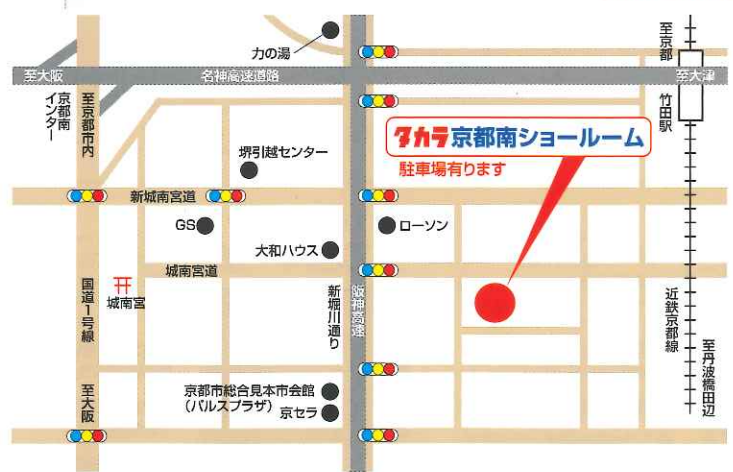 力の湯
至京都
至大阪
名神高速道路
至大津
京都南
インター
至京都市内
竹田駅
タカラ京都南ショールーム
駐車場有ります
堺引越センター
新城南宮道
GS
ローソン
大和ハウス
城南宮道
城南宮
国道1号線
新堀川通り
阪神高速
近鉄京都線
至丹波橋田辺
至大阪
京都市総合見本市会館
(パルスプラザ)
京セラ